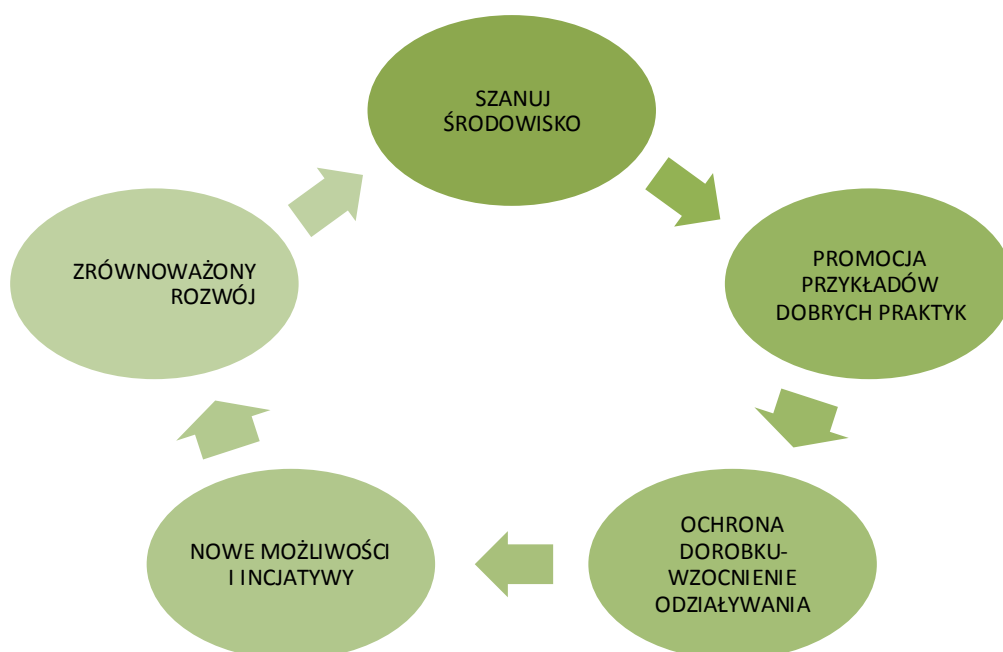 SZANUJ
ŚRODOWISKO
PROMOCJA
PRZYKŁADÓW
DOBRYCH PRAKTYK
OCHRONA
DOROBKU-
WZOCNIENIE
ODZIAŁYWANIA
NOWE MOŻLIWOŚCI
I INCJATYWY
ZRÓWNOWAŻONY
ROZWÓJ